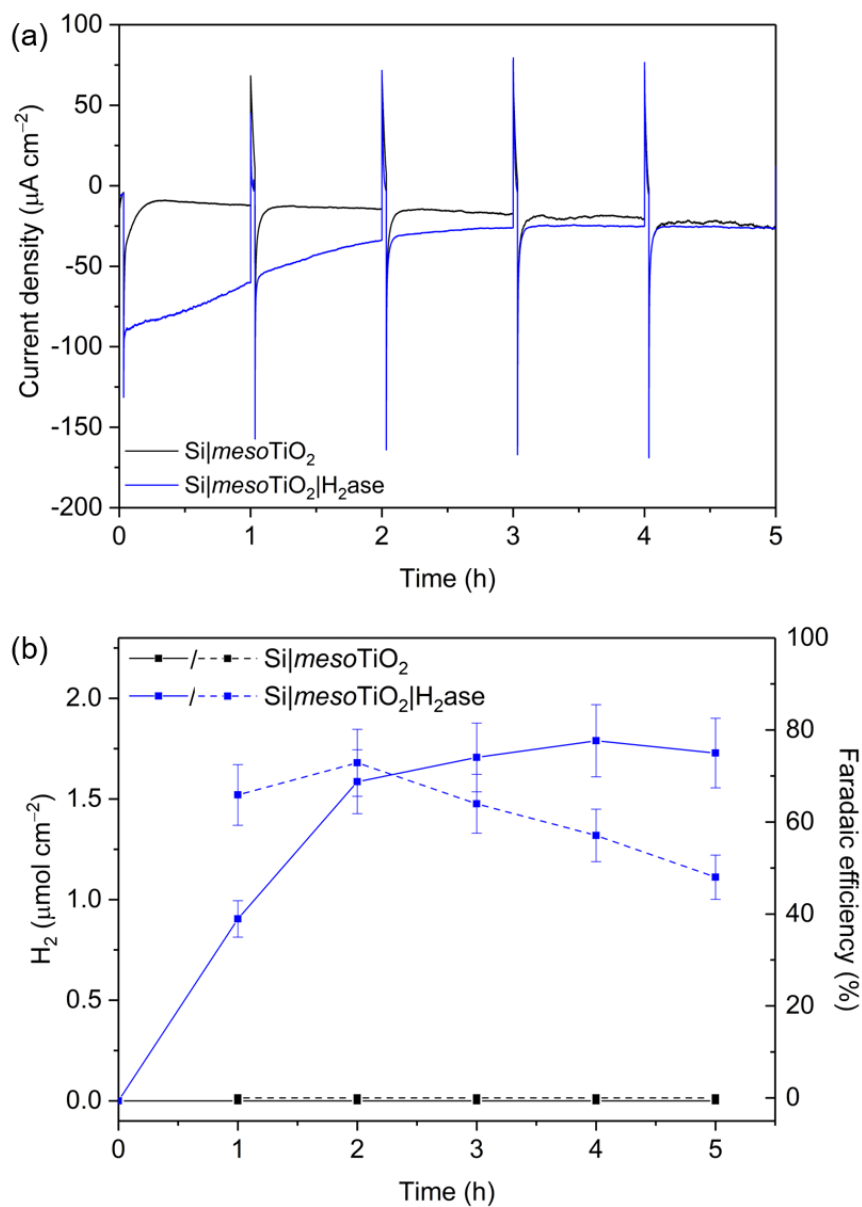 (a)
100
50
0
-50
-100
-150
-200
Current density (μA cm⁻²)
Si|mesoTiO₂
Si|mesoTiO₂|H₂ase
0 1 2 3 4 5
Time (h)
(b)
2.0
1.5
1.0
0.5
0.0
H₂ (μmol cm⁻²)
Si|mesoTiO₂
Si|mesoTiO₂|H₂ase
100
80
60
40
20
0
Faradaic efficiency (%)
0 1 2 3 4 5
Time (h)